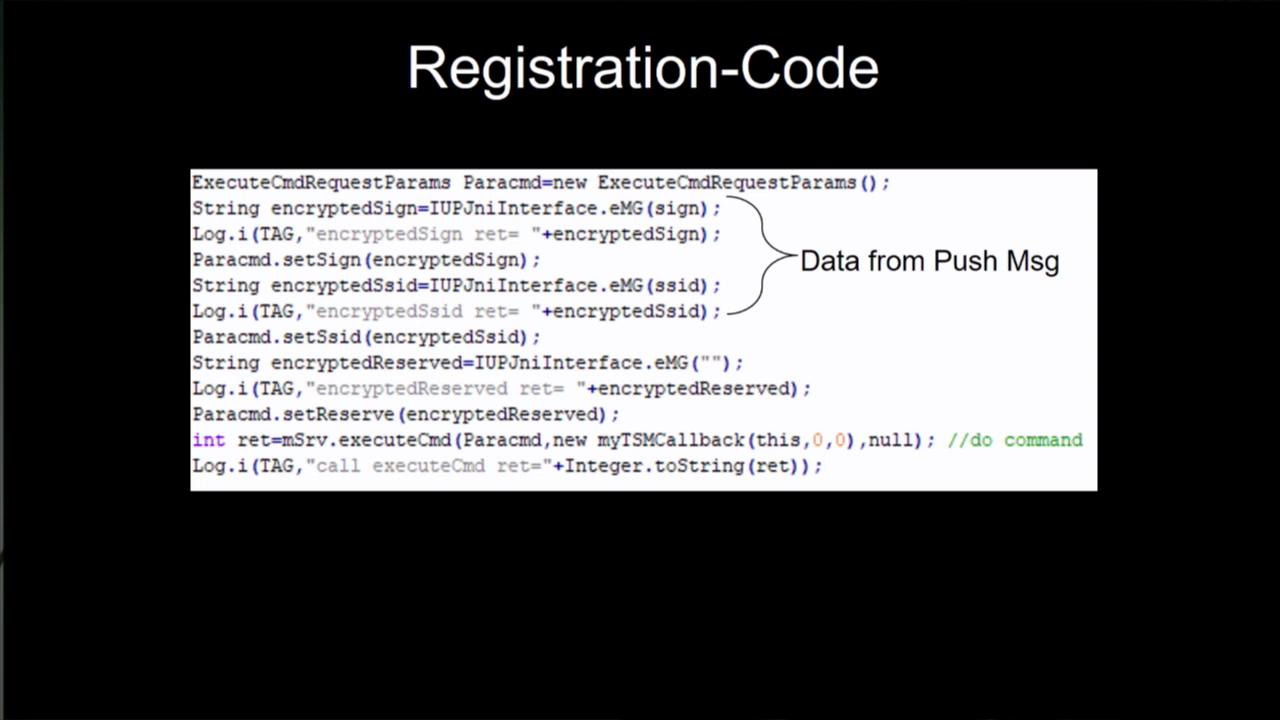 Registration-Code
ExecuteCmdRequestParams Paracmd=new ExecuteCmdRequestParams();
String encryptedSign=IUPJniInterface.eMG(sign);
Log.i(TAG,"encryptedSign ret= "+encryptedSign);
Paracmd.setSign(encryptedSign);
Data from Push Msg
String encryptedSsid=IUPJniInterface.eMG(ssid);
Log.i(TAG,"encryptedSsid ret= "+encryptedSsid);
Paracmd.setSsid(encryptedSsid);
String encryptedReserved=IUPJniInterface.eMG("");
Log.i(TAG,"encryptedReserved ret= "+encryptedReserved);
Paracmd.setReserve(encryptedReserved);
int ret=mSrv.executeCmd(Paracmd,new myTSMCallback(this,0,0),null); //do command
Log.i(TAG,"call executeCmd ret="+Integer.toString(ret));